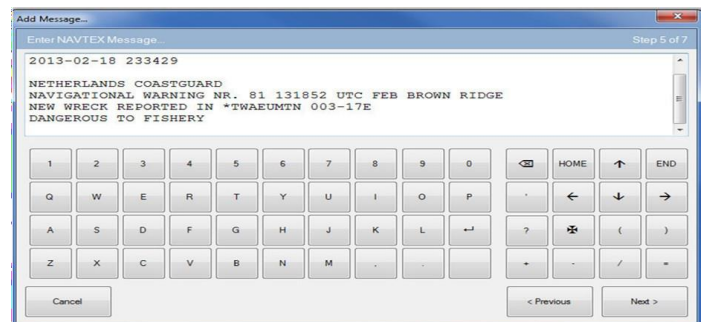 Add Message...
Enter NAVTEX Message... Step 5 of 7
2013-02-18 233429
NETHERLANDS COASTGUARD
NAVIGATIONAL WARNING NR. 81 131852 UTC FEB BROWN RIDGE
NEW WRECK REPORTED IN *TWAEUMTN 003-17E
DANGEROUS TO FISHERY
1 2 3 4 5 6 7 8 9 0 HOME ↑ END
Q W E R T Y U I O P ← ↓ →
A S D F G H J K L ↵ ? ✠ ( )
Z X C V B N M + - / =
Cancel < Previous Next >